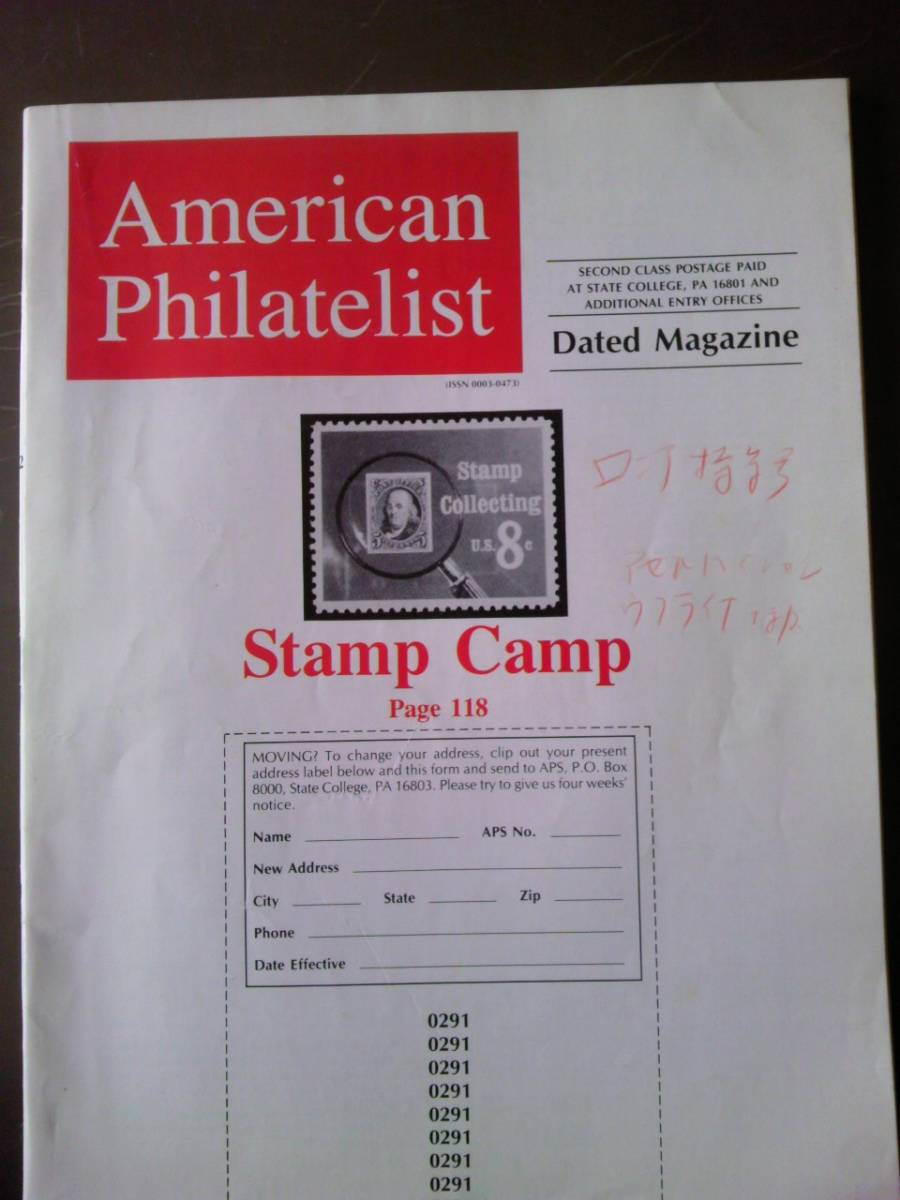 American
Philatelist
SECOND CLASS POSTAGE PAID
AT STATE COLLEGE, PA 16801 AND
ADDITIONAL ENTRY OFFICES
Dated Magazine
(ISSN 0003-0473)
Stamp
Collecting
U.S. 8c
Stamp Camp
Page 118
MOVING? To change your address, clip out your present
address label below and this form and send to APS, P.O. Box
8000, State College, PA 16803. Please try to give us four weeks'
notice.
Name APS No.
New Address
City State Zip
Phone
Date Effective
0291
0291
0291
0291
0291
0291
0291
0291